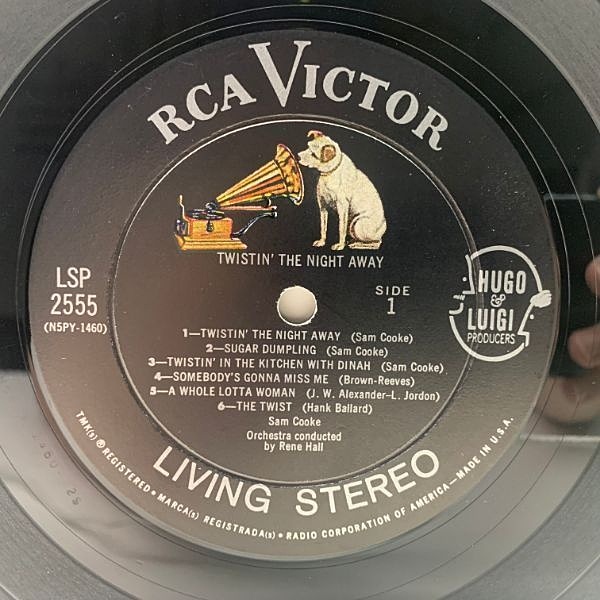 RCA VICTOR
TWISTIN' THE NIGHT AWAY
LSP
2555
(N5PY-1460)
SIDE
1
HUGO
&
LUIGI
PRODUCERS
1—TWISTIN' THE NIGHT AWAY (Sam Cooke)
2—SUGAR DUMPLING (Sam Cooke)
3—TWISTIN' IN THE KITCHEN WITH DINAH (Sam Cooke)
4—SOMEBODY'S GONNA MISS ME (Brown-Reeves)
5—A WHOLE LOTTA WOMAN (J. W. Alexander–L. Jordon)
6—THE TWIST (Hank Ballard)
Sam Cooke
Orchestra conducted
by Rene Hall
LIVING STEREO
TMK(s) ® REGISTERED • MARCA(s) REGISTRADA(s) • RADIO CORPORATION OF AMERICA—MADE IN U.S.A.